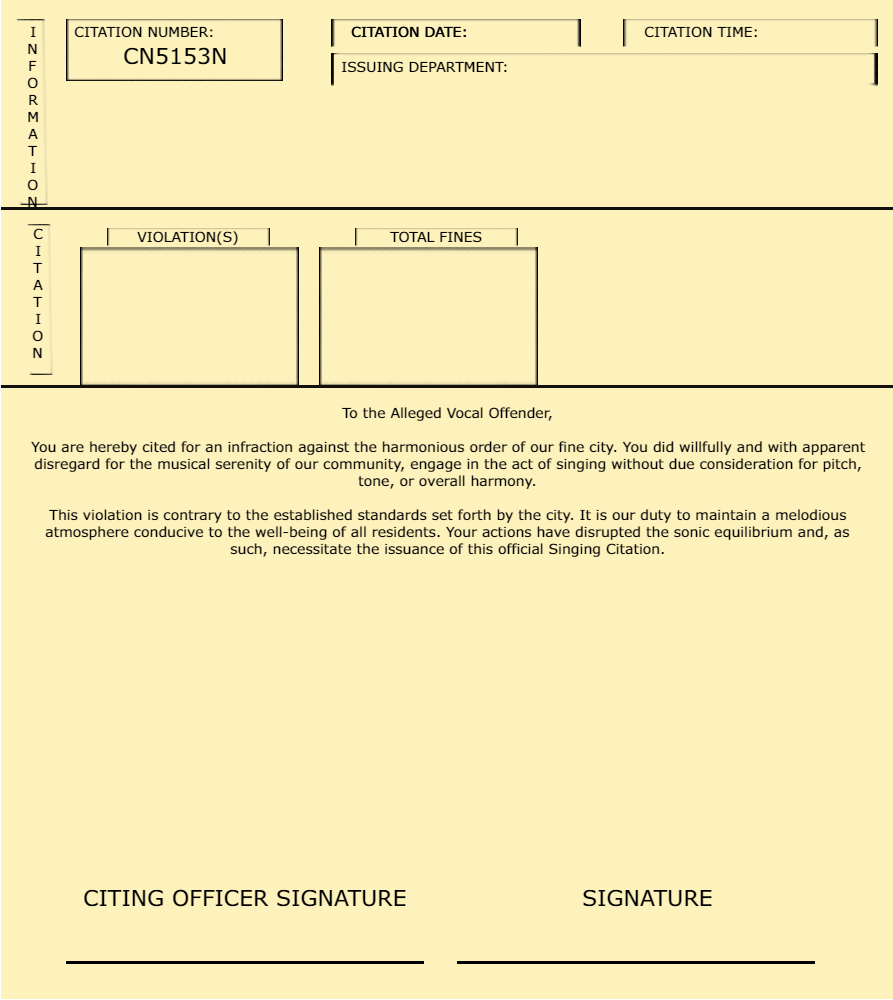 INFORMATION
CITATION NUMBER:
CN5153N
CITATION DATE:
CITATION TIME:
ISSUING DEPARTMENT:
CITATION
VIOLATION(S)
TOTAL FINES
To the Alleged Vocal Offender,
You are hereby cited for an infraction against the harmonious order of our fine city. You did willfully and with apparent
disregard for the musical serenity of our community, engage in the act of singing without due consideration for pitch,
tone, or overall harmony.
This violation is contrary to the established standards set forth by the city. It is our duty to maintain a melodious
atmosphere conducive to the well-being of all residents. Your actions have disrupted the sonic equilibrium and, as
such, necessitate the issuance of this official Singing Citation.
CITING OFFICER SIGNATURE
SIGNATURE